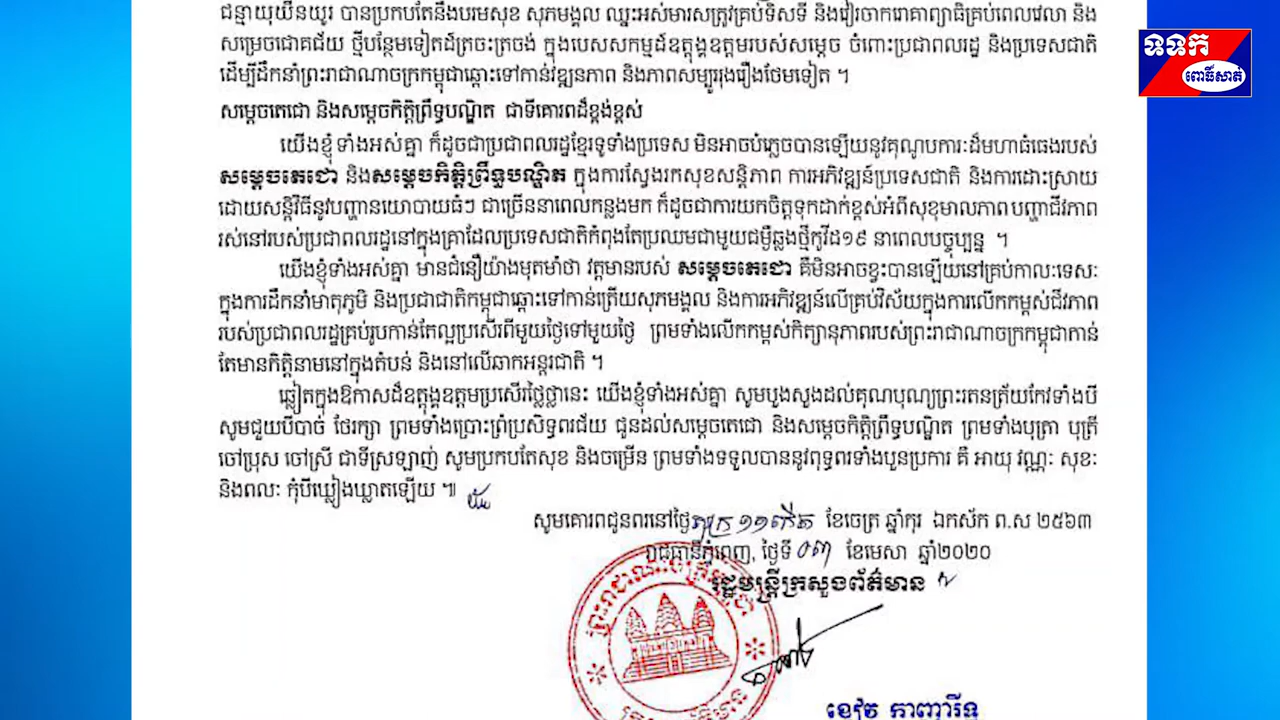 ជន្មាយុយឺនយូរ បានប្រកបតែនឹងបរមសុខ សុភមង្គល ឈ្នះអស់មារសត្រូវគ្រប់ទិសទី និងវៀរចាករោគាព្យាធិគ្រប់ពេលវេលា និង
សម្រេចជោគជ័យ ថ្មីបន្ថែមទៀតដ៏ត្រចះត្រចង់ ក្នុងបេសសកម្មដ៍ឧត្តុង្គឧត្តមរបស់សម្តេច ចំពោះប្រជាពលរដ្ឋ និងប្រទេសជាតិ
ដើម្បីដឹកនាំព្រះរាជាណាចក្រកម្ពុជាឆ្ពោះទៅកាន់វឌ្ឍនភាព និងភាពសម្បូររុងរឿងថែមទៀត ។
ទទក
ពោធិ៍សាត់
សម្តេចតេជោ និងសម្តេចកិត្តិព្រឹទ្ធបណ្ឌិត ជាទីគោរពដ៏ខ្ពង់ខ្ពស់
យើងខ្ញុំទាំងអស់គ្នា ក៏ដូចជាប្រជាពលរដ្ឋខ្មែរទូទាំងប្រទេស មិនអាចបំភ្លេចបានឡើយនូវគុណូបការៈដ៏មហាធំធេងរបស់
សម្តេចតេជោ និងសម្តេចកិត្តិព្រឹទ្ធបណ្ឌិត ក្នុងការស្វែងរកសុខសន្តិភាព ការអភិវឌ្ឍន៍ប្រទេសជាតិ និងការដោះស្រាយ
ដោយសន្តិវិធីនូវបញ្ហានយោបាយធំៗ ជាច្រើននាពេលកន្លងមក ក៏ដូចជាការយកចិត្តទុកដាក់ខ្ពស់អំពីសុខុមាលភាពបញ្ហាជីវភាព
រស់នៅរបស់ប្រជាពលរដ្ឋនៅក្នុងគ្រាដែលប្រទេសជាតិកំពុងតែប្រឈមជាមួយជម្ងឺឆ្លងថ្មីកូវីដ១៩ នាពេលបច្ចុប្បន្ន ។
យើងខ្ញុំទាំងអស់គ្នា មានជំនឿយ៉ាងមុតមាំថា វត្តមានរបស់ សម្តេចតេជោ គឺមិនអាចខ្វះបានឡើយនៅគ្រប់កាលៈទេសៈ
ក្នុងការដឹកនាំមាតុភូមិ និងប្រជាជាតិកម្ពុជាឆ្ពោះទៅកាន់ត្រើយសុភមង្គល និងការអភិវឌ្ឍន៍លើគ្រប់វិស័យក្នុងការលើកកម្ពស់ជីវភាព
របស់ប្រជាពលរដ្ឋគ្រប់រូបកាន់តែល្អប្រសើរពីមួយថ្ងៃទៅមួយថ្ងៃ ព្រមទាំងលើកកម្ពស់កិត្យានុភាពរបស់ព្រះរាជាណាចក្រកម្ពុជាកាន់
តែមានកិត្តិនាមនៅក្នុងតំបន់ និងនៅលើឆាកអន្តរជាតិ ។
ឆ្លៀតក្នុងឱកាសដ៏ឧត្តុង្គឧត្តមប្រសើរថ្លៃថ្លានេះ យើងខ្ញុំទាំងអស់គ្នា សូមបួងសួងដល់គុណបុណ្យព្រះរតនត្រ័យកែវទាំងបី
សូមជួយបីបាច់ ថែរក្សា ព្រមទាំងប្រោះព្រំប្រសិទ្ធពរជ័យ ជូនដល់សម្តេចតេជោ និងសម្តេចកិត្តិព្រឹទ្ធបណ្ឌិត ព្រមទាំងបុត្រា បុត្រី
ចៅប្រុស ចៅស្រី ជាទីស្រឡាញ់ សូមប្រកបតែសុខ និងចម្រើន ព្រមទាំងទទួលបាននូវពុទ្ធពរទាំងបួនប្រការ គឺ អាយុ វណ្ណៈ សុខៈ
និងពលៈ កុំបីឃ្លៀងឃ្លាតឡើយ ៕
សូមគោរពជូនពរនៅថ្ងៃសុក្រ ១១កើត ខែចេត្រ ឆ្នាំកុរ ឯកស័ក ព.ស ២៥៦៣
រាជធានីភ្នំពេញ, ថ្ងៃទី ០៣ ខែមេសា ឆ្នាំ២០២០
រដ្ឋមន្ត្រីក្រសួងព័ត៌មាន
ព្រះរាជាណាចក្រកម្ពុជា
ខៀវ កាញារីទ្ធ